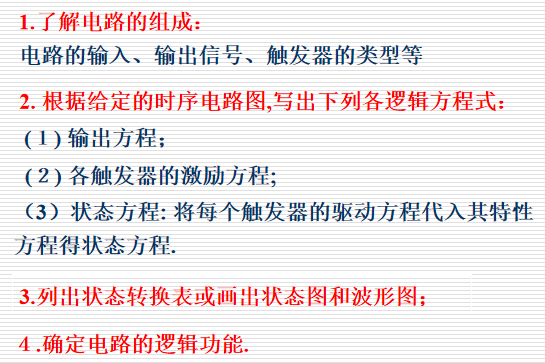 1.了解电路的组成：
电路的输入、输出信号、触发器的类型等
2. 根据给定的时序电路图,写出下列各逻辑方程式：
(１) 输出方程；
(２) 各触发器的激励方程;
（3）状态方程: 将每个触发器的驱动方程代入其特性
方程得状态方程.
3.列出状态转换表或画出状态图和波形图；
４.确定电路的逻辑功能.